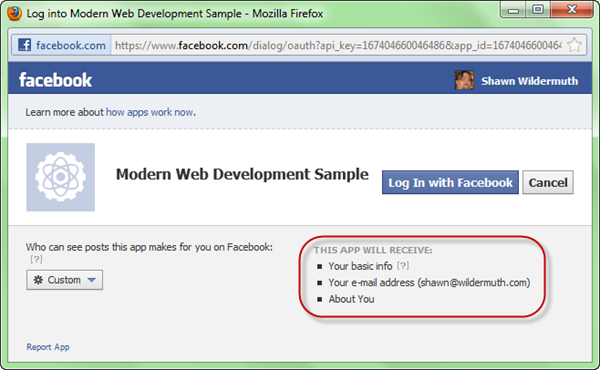 Log into Modern Web Development Sample - Mozilla Firefox
facebook.com https://www.facebook.com/dialog/oauth?api_key=167404660046486&app_id=1674046600464
facebook Shawn Wildermuth
Learn more about how apps work now.
Modern Web Development Sample Log In with Facebook Cancel
Who can see posts this app makes for you on Facebook:
[?]
Custom
THIS APP WILL RECEIVE:
Your basic info [?]
Your e-mail address (shawn@wildermuth.com)
About You
Report App